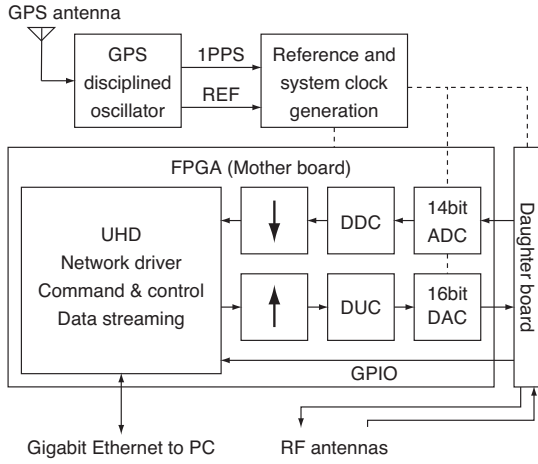 GPS antenna
GPS
disciplined
oscillator
1PPS
REF
Reference and
system clock
generation
FPGA (Mother board)
UHD
Network driver
Command & control
Data streaming
DDC
14bit
ADC
DUC
16bit
DAC
Daughter board
GPIO
Gigabit Ethernet to PC
RF antennas